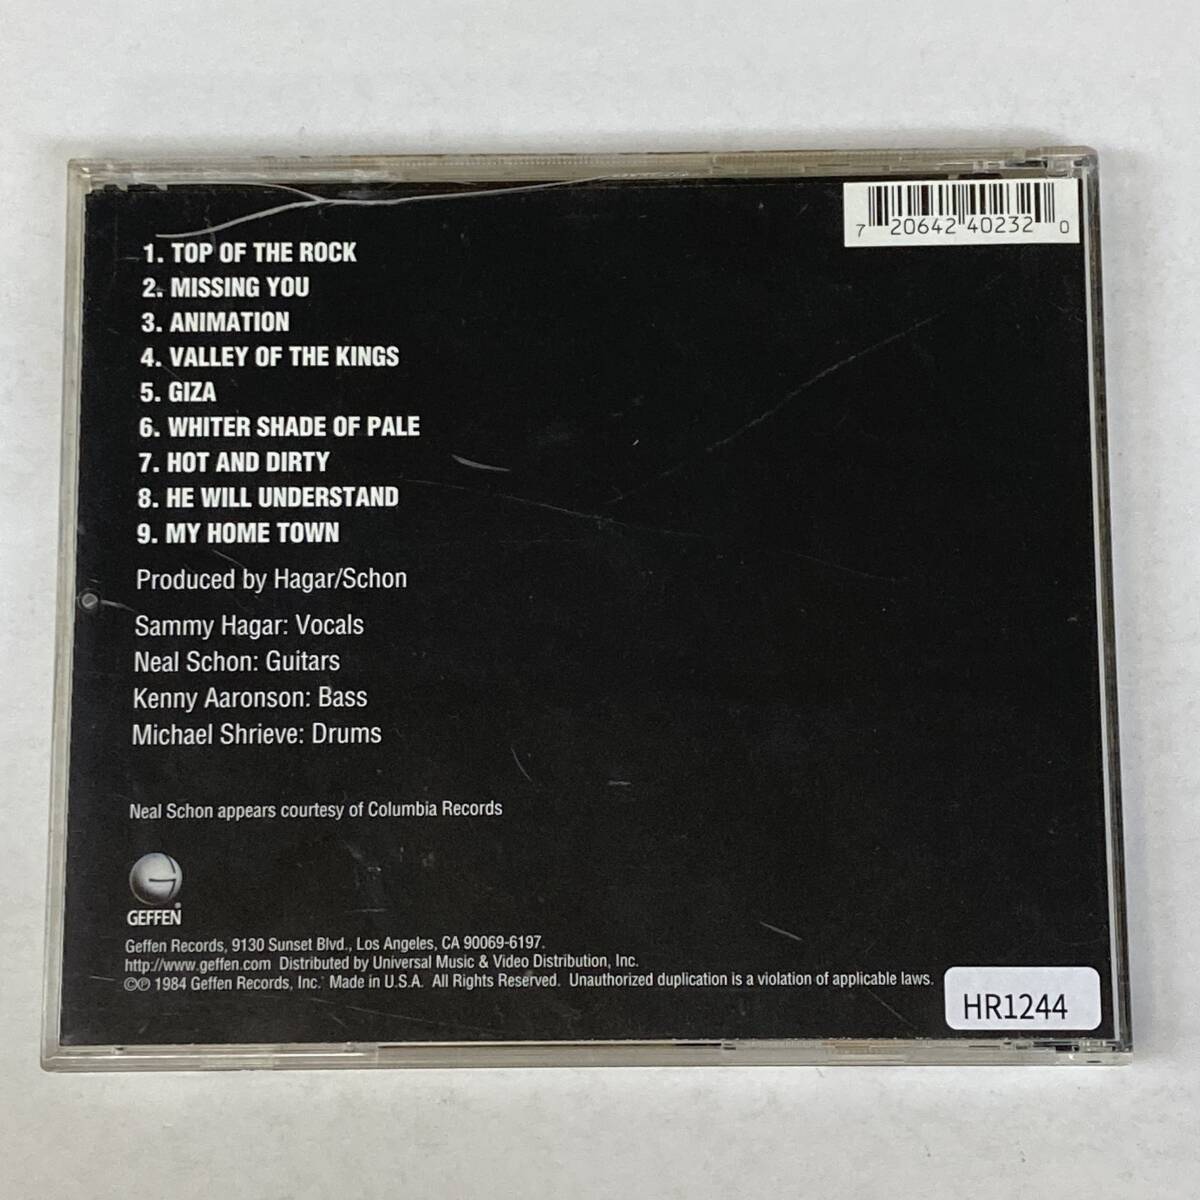 7 20642 40232 0
1. TOP OF THE ROCK
2. MISSING YOU
3. ANIMATION
4. VALLEY OF THE KINGS
5. GIZA
6. WHITER SHADE OF PALE
7. HOT AND DIRTY
8. HE WILL UNDERSTAND
9. MY HOME TOWN
Produced by Hagar/Schon
Sammy Hagar: Vocals
Neal Schon: Guitars
Kenny Aaronson: Bass
Michael Shrieve: Drums
Neal Schon appears courtesy of Columbia Records
GEFFEN®
Geffen Records, 9130 Sunset Blvd., Los Angeles, CA 90069-6197.
http://www.geffen.com Distributed by Universal Music & Video Distribution, Inc.
©℗ 1984 Geffen Records, Inc. Made in U.S.A. All Rights Reserved. Unauthorized duplication is a violation of applicable laws.
HR1244